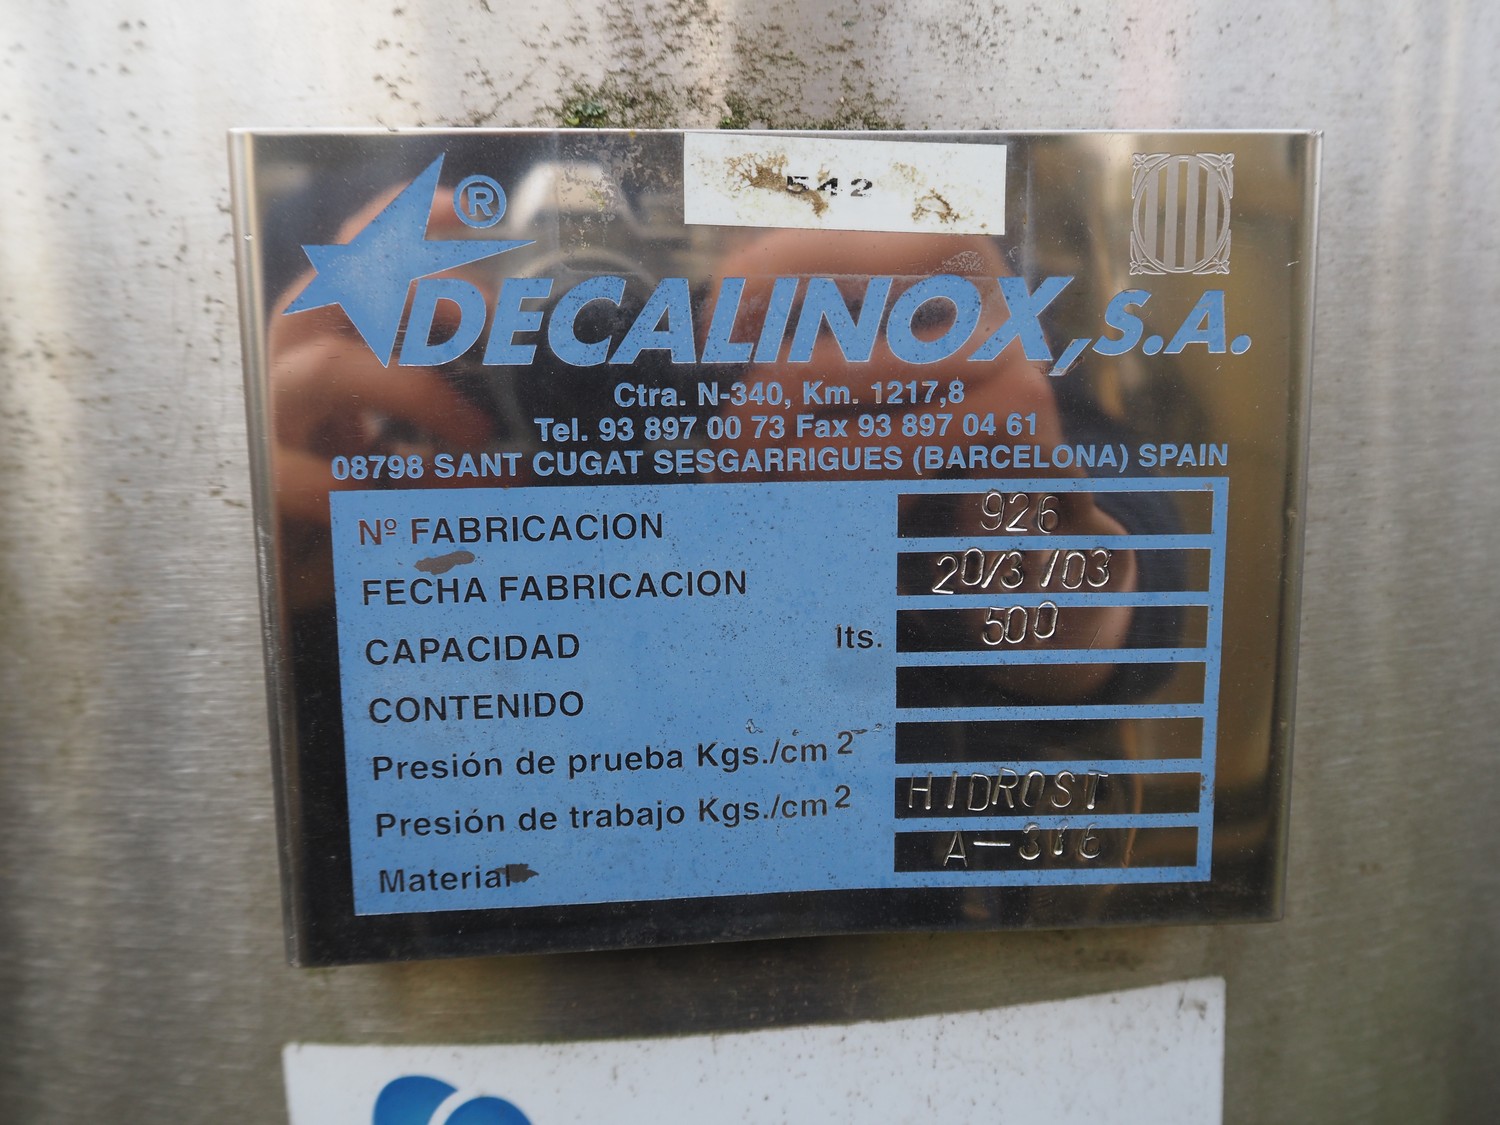 542
®
DECALINOX, S.A.
Ctra. N-340, Km. 1217,8
Tel. 93 897 00 73 Fax 93 897 04 61
08798 SANT CUGAT SESGARRIGUES (BARCELONA) SPAIN
Nº FABRICACION 926
FECHA FABRICACION 20/3/03
CAPACIDAD lts. 500
CONTENIDO
Presión de prueba Kgs./cm2
Presión de trabajo Kgs./cm2 HIDROST
Material A-316